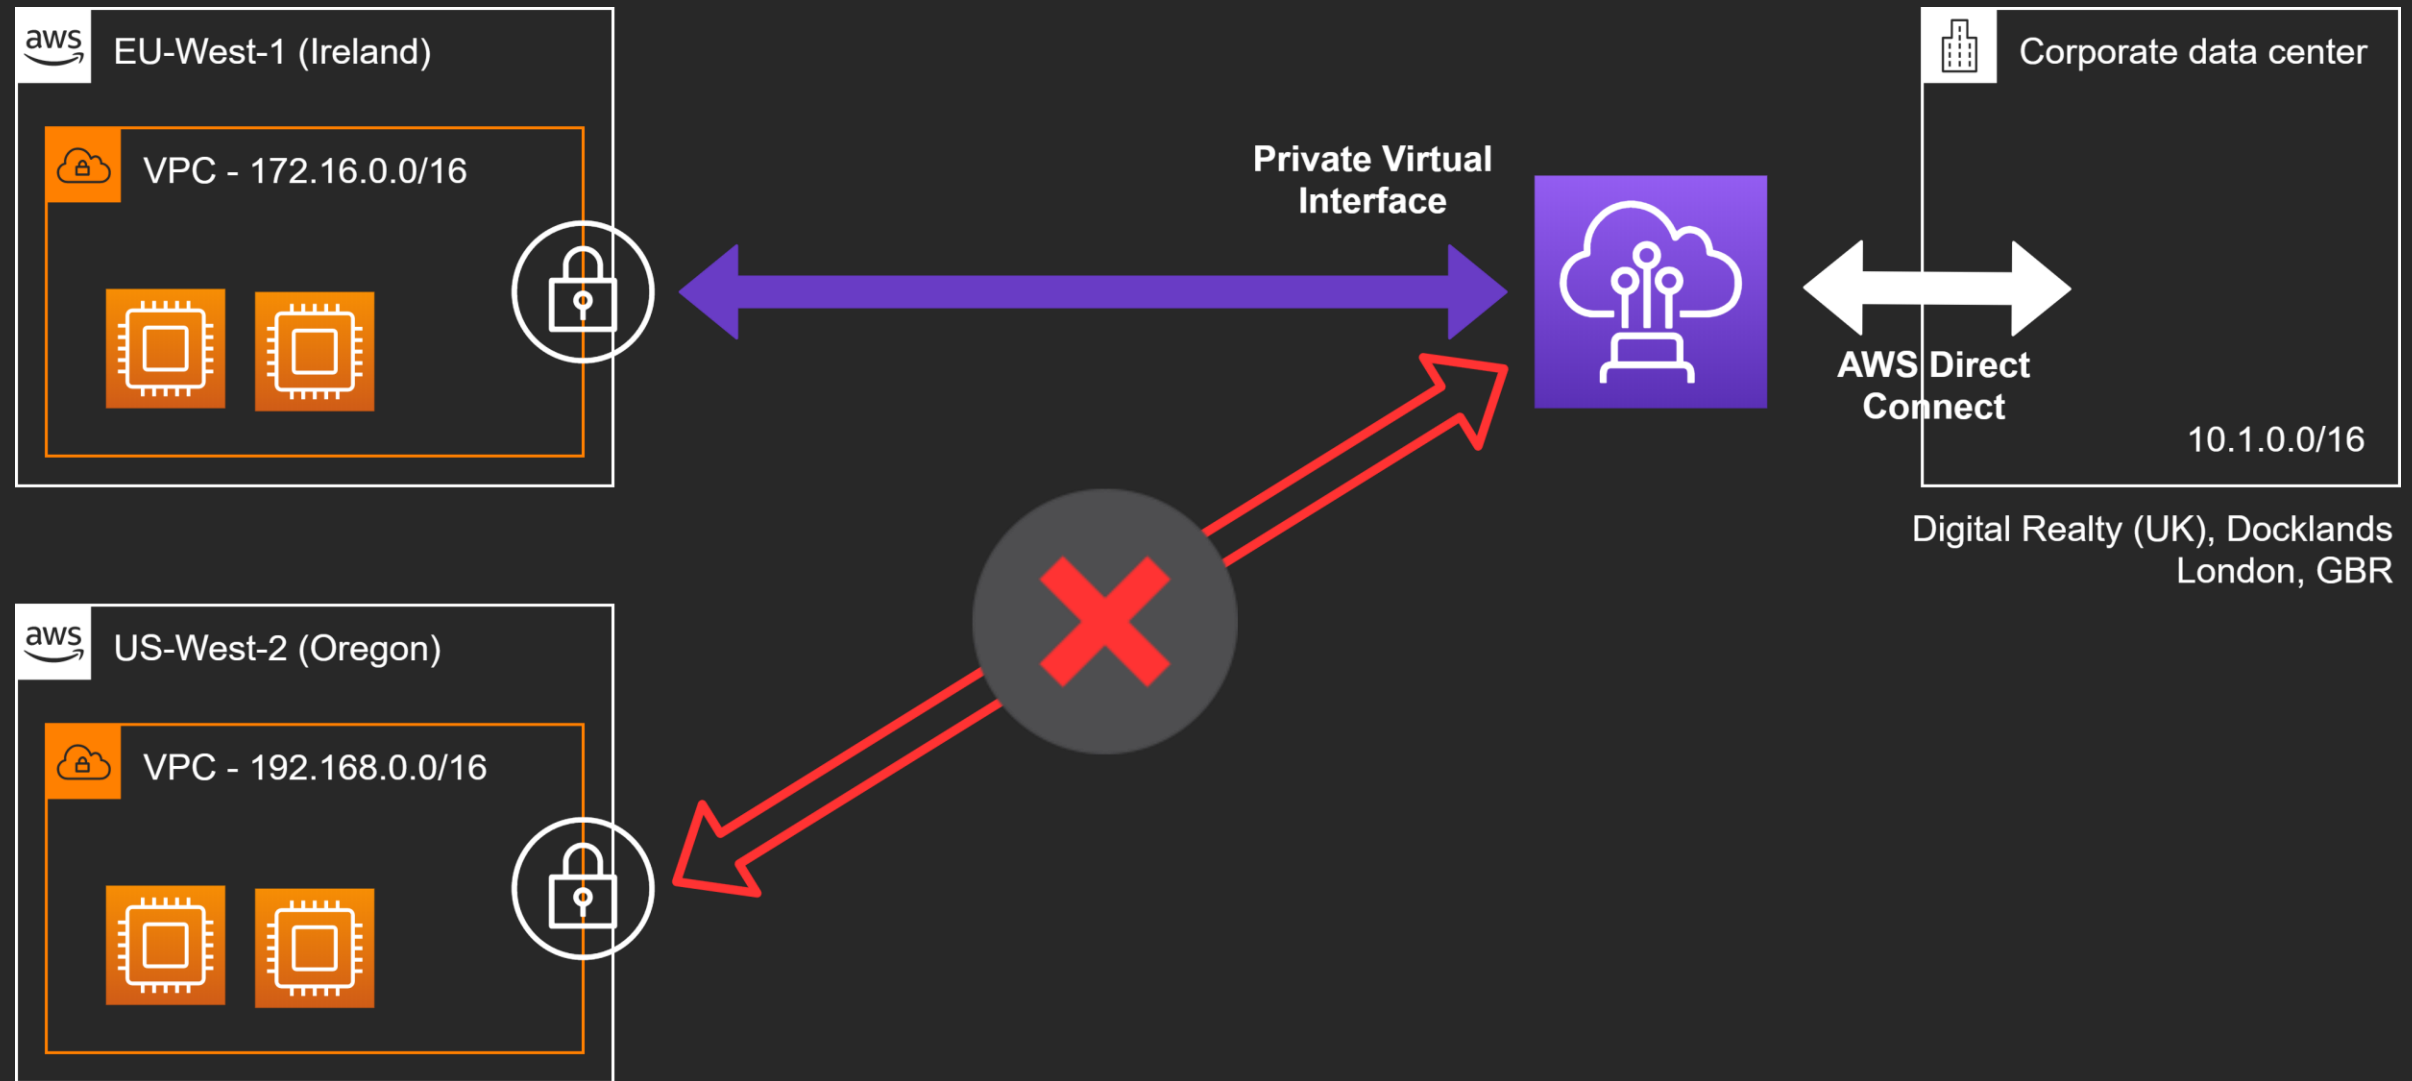 aws
EU-West-1 (Ireland)
VPC - 172.16.0.0/16
Private Virtual
Interface
Corporate data center
AWS Direct
Connect
10.1.0.0/16
Digital Realty (UK), Docklands
London, GBR
aws
US-West-2 (Oregon)
VPC - 192.168.0.0/16